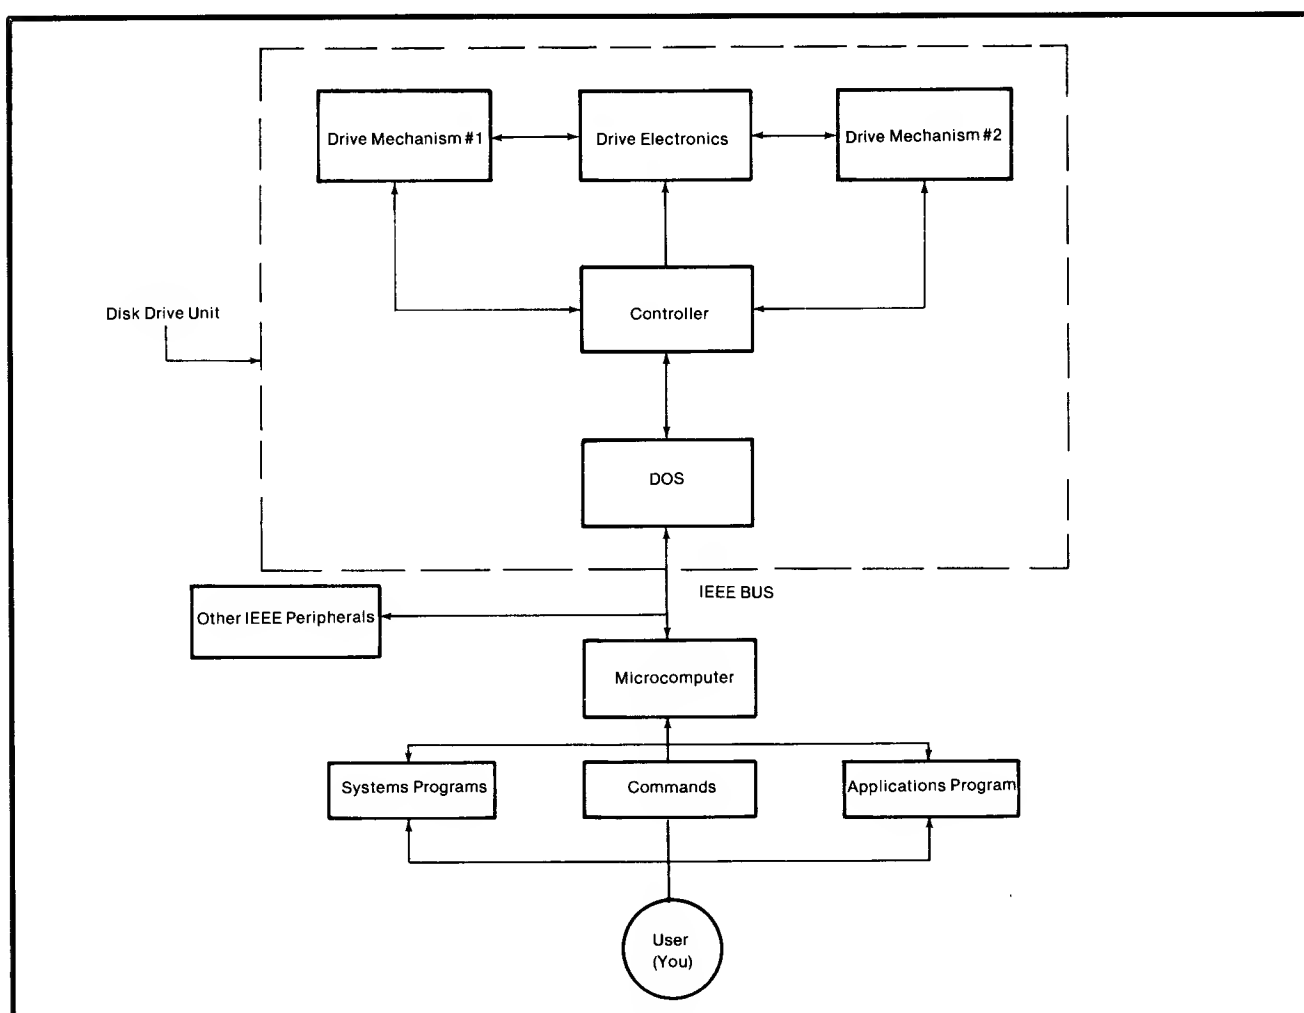 Drive Mechanism #1
Drive Electronics
Drive Mechanism #2
Controller
Disk Drive Unit
DOS
IEEE BUS
Other IEEE Peripherals
Microcomputer
Systems Programs
Commands
Applications Program
User
(You)